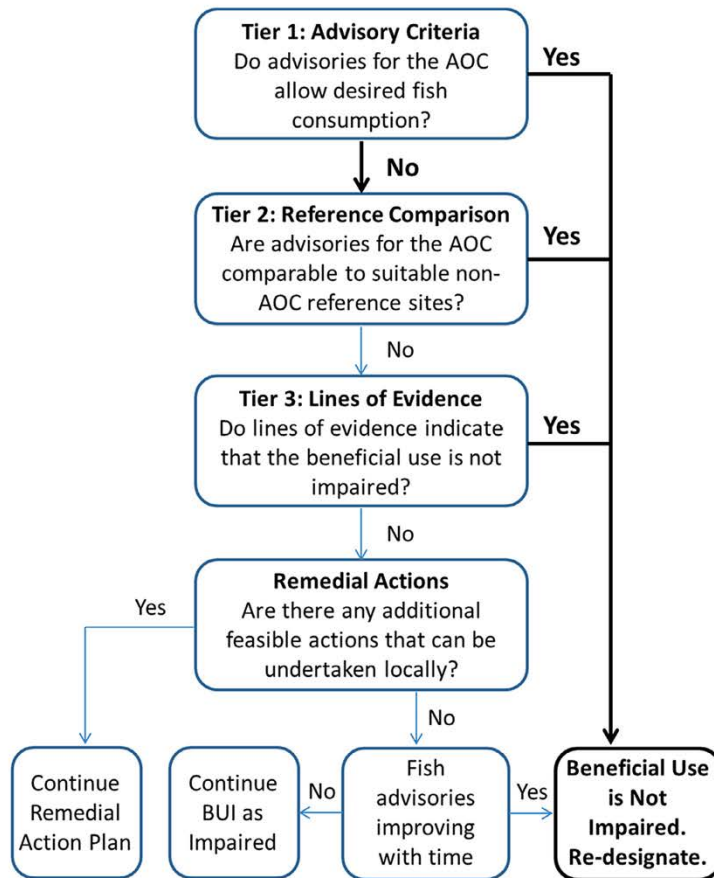 Tier 1: Advisory Criteria
Do advisories for the AOC
allow desired fish
consumption?
Yes
No
Tier 2: Reference Comparison
Are advisories for the AOC
comparable to suitable non-
AOC reference sites?
Yes
No
Tier 3: Lines of Evidence
Do lines of evidence indicate
that the beneficial use is not
impaired?
Yes
No
Remedial Actions
Are there any additional
feasible actions that can be
undertaken locally?
Yes
No
Continue
Remedial
Action Plan
Continue
BUI as
Impaired
No
Fish
advisories
improving
with time
Yes
Beneficial Use
is Not
Impaired.
Re-designate.